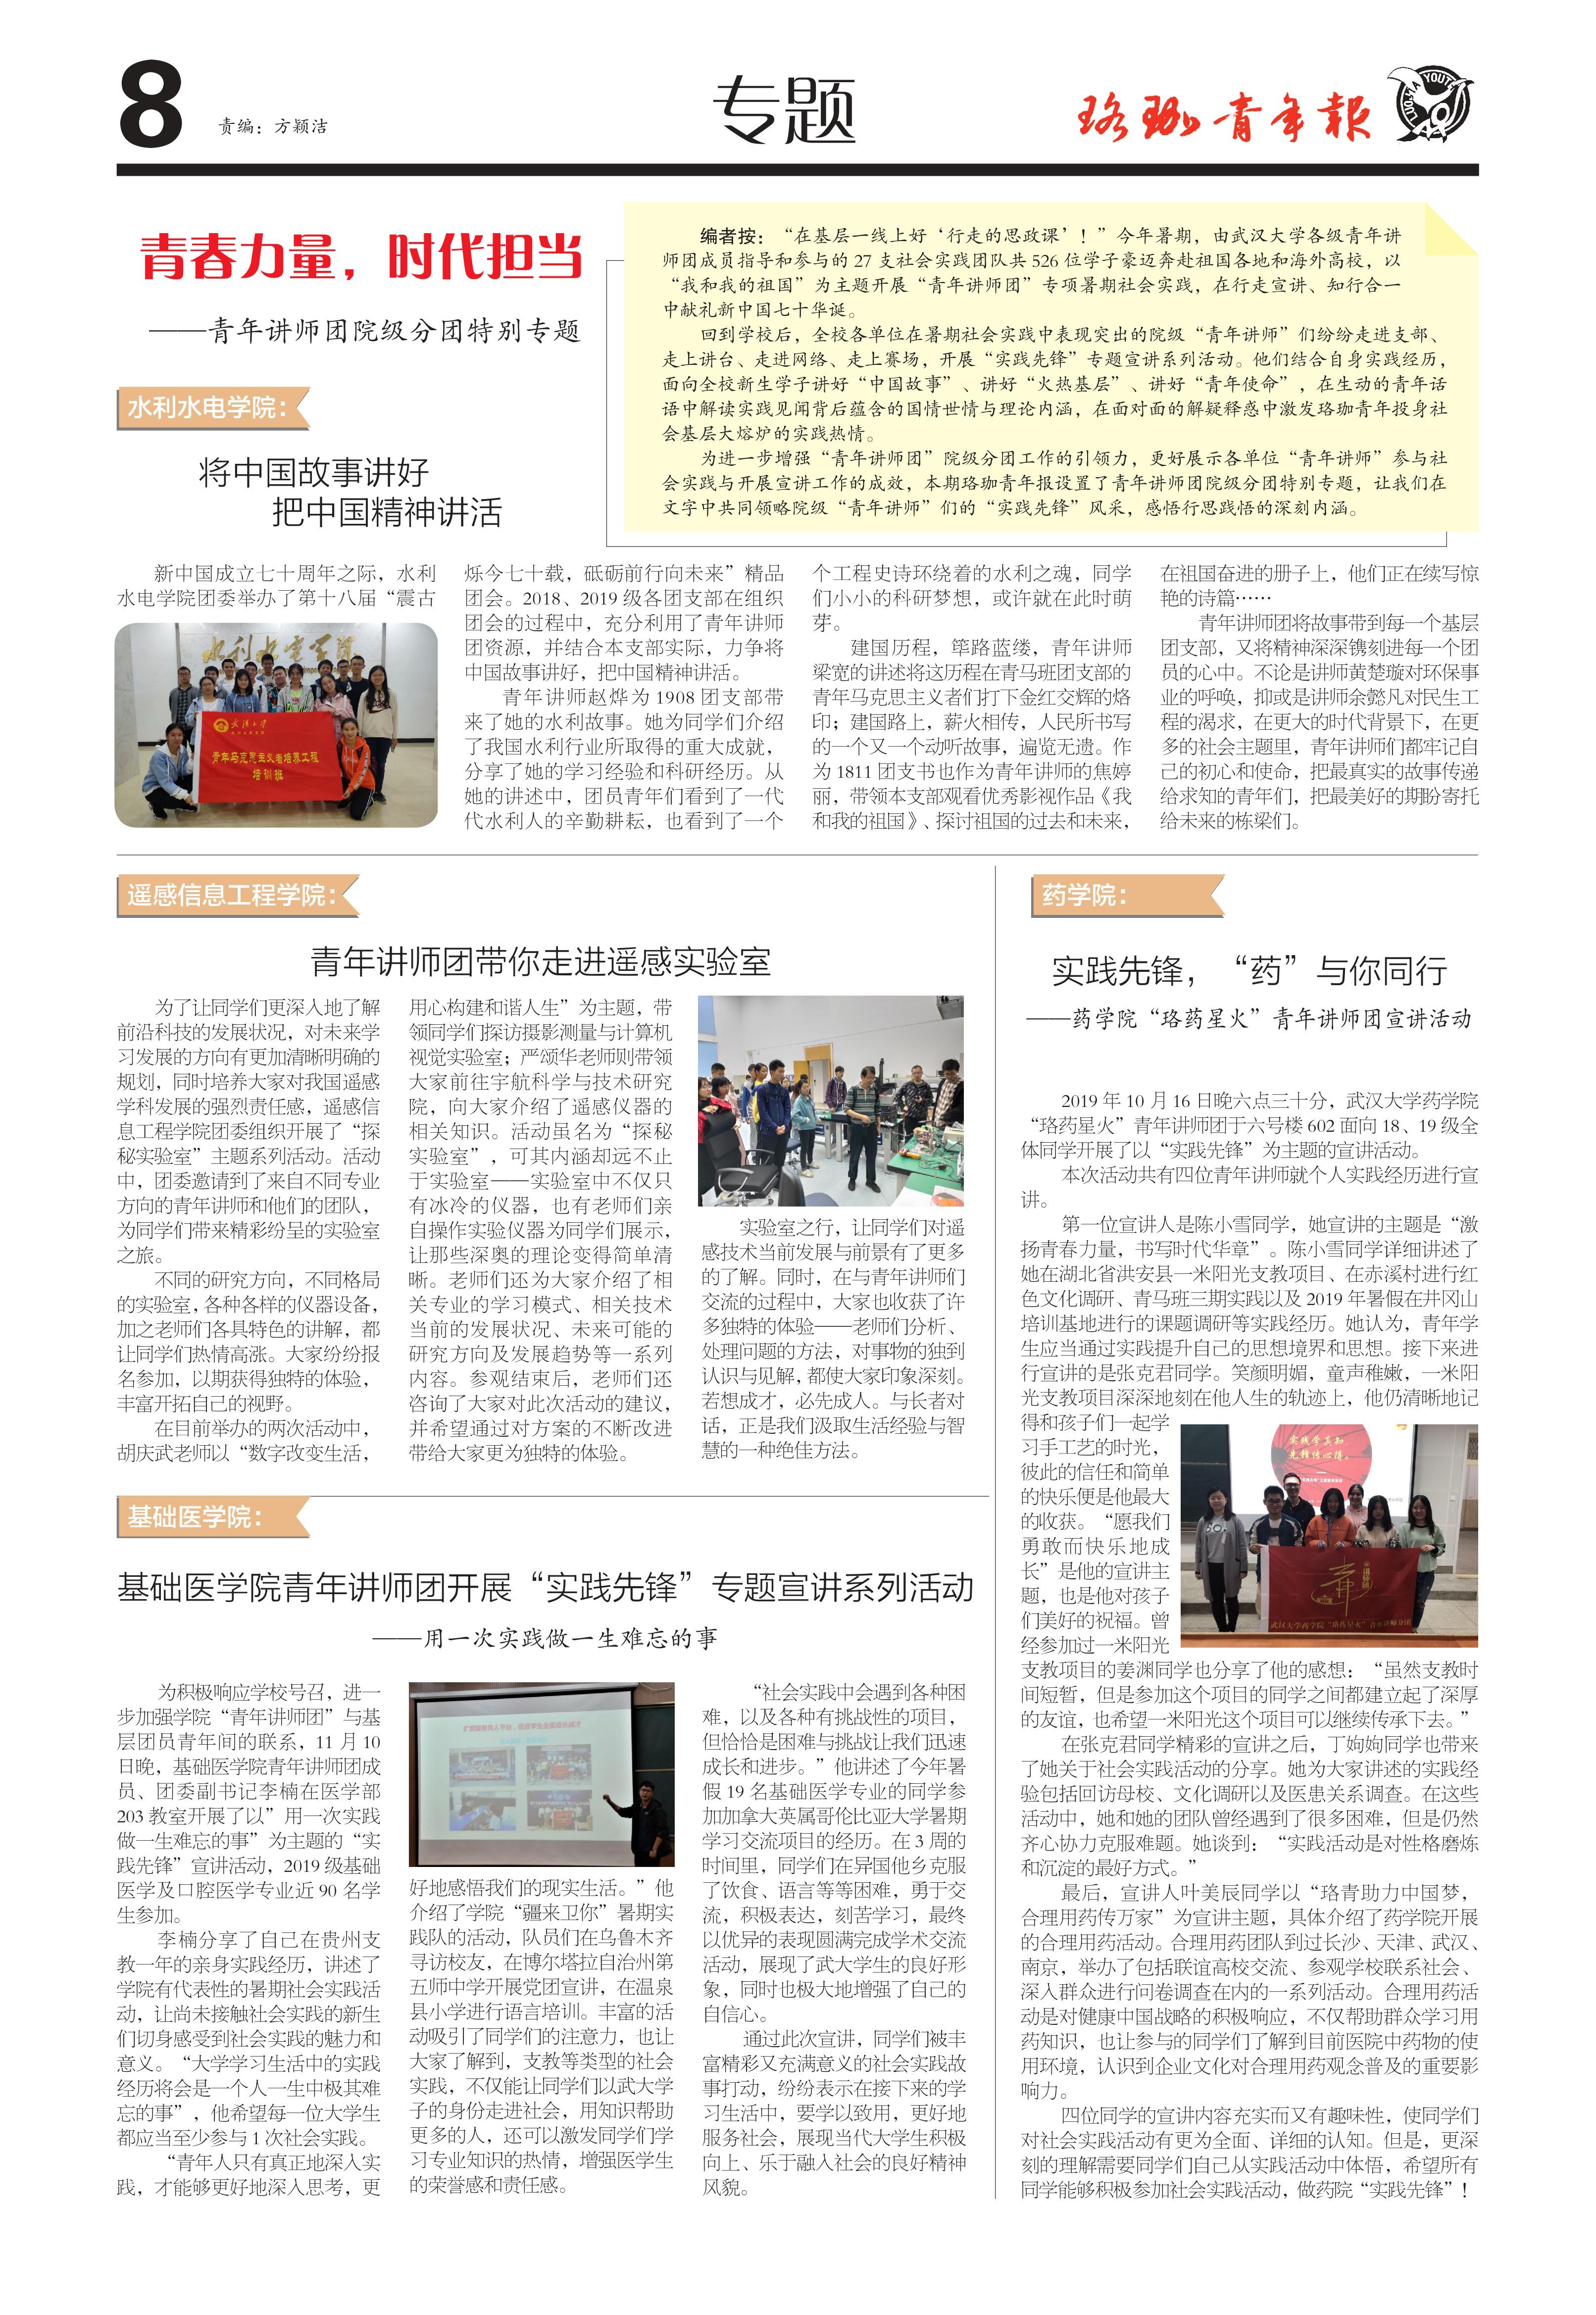 8
责编：方颖洁
专题
珞珈青年報
青春力量，时代担当
——青年讲师团院级分团特别专题
编者按：“在基层一线上好‘行走的思政课’！”今年暑期，由武汉大学各级青年讲
师团成员指导和参与的 27 支社会实践团队共 526 位学子豪迈奔赴祖国各地和海外高校，以
“我和我的祖国”为主题开展“青年讲师团”专项暑期社会实践，在行走宣讲、知行合一
中献礼新中国七十华诞。
回到学校后，全校各单位在暑期社会实践中表现突出的院级“青年讲师”们纷纷走进支部、
走上讲台、走进网络、走上赛场，开展“实践先锋”专题宣讲系列活动。他们结合自身实践经历，
面向全校新生学子讲好“中国故事”、讲好“火热基层”、讲好“青年使命”，在生动的青年话
语中解读实践见闻背后蕴含的国情世情与理论内涵，在面对面的解疑释惑中激发珞珈青年投身社
会基层大熔炉的实践热情。
为进一步增强“青年讲师团”院级分团工作的引领力，更好展示各单位“青年讲师”参与社
会实践与开展宣讲工作的成效，本期珞珈青年报设置了青年讲师团院级分团特别专题，让我们在
文字中共同领略院级“青年讲师”们的“实践先锋”风采，感悟行思践悟的深刻内涵。
水利水电学院：
将中国故事讲好
把中国精神讲活
新中国成立七十周年之际，水利
水电学院团委举办了第十八届“震古
青年马克思主义者培养工程
培训班
烁今七十载，砥砺前行向未来”精品
团会。2018、2019 级各团支部在组织
团会的过程中，充分利用了青年讲师
团资源，并结合本支部实际，力争将
中国故事讲好，把中国精神讲活。
青年讲师赵烨为 1908 团支部带
来了她的水利故事。她为同学们介绍
了我国水利行业所取得的重大成就，
分享了她的学习经验和科研经历。从
她的讲述中，团员青年们看到了一代
代水利人的辛勤耕耘，也看到了一个
个工程史诗环绕着的水利之魂，同学
们小小的科研梦想，或许就在此时萌
芽。
建国历程，筚路蓝缕，青年讲师
梁宽的讲述将这历程在青马班团支部的
青年马克思主义者们打下金红交辉的烙
印；建国路上，薪火相传，人民所书写
的一个又一个动听故事，遍览无遗。作
为 1811 团支书也作为青年讲师的焦婷
丽，带领本支部观看优秀影视作品《我
和我的祖国》、探讨祖国的过去和未来，
在祖国奋进的册子上，他们正在续写惊
艳的诗篇……
青年讲师团将故事带到每一个基层
团支部，又将精神深深镌刻进每一个团
员的心中。不论是讲师黄楚璇对环保事
业的呼唤，抑或是讲师余懿凡对民生工
程的渴求，在更大的时代背景下，在更
多的社会主题里，青年讲师们都牢记自
己的初心和使命，把最真实的故事传递
给求知的青年们，把最美好的期盼寄托
给未来的栋梁们。
遥感信息工程学院：
青年讲师团带你走进遥感实验室
为了让同学们更深入地了解
前沿科技的发展状况，对未来学
习发展的方向有更加清晰明确的
规划，同时培养大家对我国遥感
学科发展的强烈责任感，遥感信
息工程学院团委组织开展了“探
秘实验室”主题系列活动。活动
中，团委邀请到了来自不同专业
方向的青年讲师和他们的团队，
为同学们带来精彩纷呈的实验室
之旅。
不同的研究方向，不同格局
的实验室，各种各样的仪器设备，
加之老师们各具特色的讲解，都
让同学们热情高涨。大家纷纷报
名参加，以期获得独特的体验，
丰富开拓自己的视野。
在目前举办的两次活动中，
胡庆武老师以“数字改变生活，
用心构建和谐人生”为主题，带
领同学们探访摄影测量与计算机
视觉实验室；严颂华老师则带领
大家前往宇航科学与技术研究
院，向大家介绍了遥感仪器的
相关知识。活动虽名为“探秘
实验室”，可其内涵却远不止
于实验室——实验室中不仅只
有冰冷的仪器，也有老师们亲
自操作实验仪器为同学们展示，
让那些深奥的理论变得简单清
晰。老师们还为大家介绍了相
关专业的学习模式、相关技术
当前的发展状况、未来可能的
研究方向及发展趋势等一系列
内容。参观结束后，老师们还
咨询了大家对此次活动的建议，
并希望通过对方案的不断改进
带给大家更为独特的体验。
实验室之行，让同学们对遥
感技术当前发展与前景有了更多
的了解。同时，在与青年讲师们
交流的过程中，大家也收获了许
多独特的体验——老师们分析、
处理问题的方法，对事物的独到
认识与见解，都使大家印象深刻。
若想成才，必先成人。与长者对
话，正是我们汲取生活经验与智
慧的一种绝佳方法。
基础医学院：
基础医学院青年讲师团开展“实践先锋”专题宣讲系列活动
——用一次实践做一生难忘的事
为积极响应学校号召，进一
步加强学院“青年讲师团”与基
层团员青年间的联系，11 月 10
日晚，基础医学院青年讲师团成
员、团委副书记李楠在医学部
203 教室开展了以”用一次实践
做一生难忘的事”为主题的“实
践先锋”宣讲活动，2019 级基础
医学及口腔医学专业近 90 名学
生参加。
李楠分享了自己在贵州支
教一年的亲身实践经历，讲述了
学院有代表性的暑期社会实践活
动，让尚未接触社会实践的新生
们切身感受到社会实践的魅力和
意义。“大学学习生活中的实践
经历将会是一个人一生中极其难
忘的事”，他希望每一位大学生
都应当至少参与 1 次社会实践。
“青年人只有真正地深入实
践，才能够更好地深入思考，更
好地感悟我们的现实生活。”他
介绍了学院“疆来卫你”暑期实
践队的活动，队员们在乌鲁木齐
寻访校友，在博尔塔拉自治州第
五师中学开展党团宣讲，在温泉
县小学进行语言培训。丰富的活
动吸引了同学们的注意力，也让
大家了解到，支教等类型的社会
实践，不仅能让同学们以武大学
子的身份走进社会，用知识帮助
更多的人，还可以激发同学们学
习专业知识的热情，增强医学生
的荣誉感和责任感。
“社会实践中会遇到各种困
难，以及各种有挑战性的项目，
但恰恰是困难与挑战让我们迅速
成长和进步。”他讲述了今年暑
假 19 名基础医学专业的同学参
加加拿大英属哥伦比亚大学暑期
学习交流项目的经历。在 3 周的
时间里，同学们在异国他乡克服
了饮食、语言等等困难，勇于交
流，积极表达，刻苦学习，最终
以优异的表现圆满完成学术交流
活动，展现了武大学生的良好形
象，同时也极大地增强了自己的
自信心。
通过此次宣讲，同学们被丰
富精彩又充满意义的社会实践故
事打动，纷纷表示在接下来的学
习生活中，要学以致用，更好地
服务社会，展现当代大学生积极
向上、乐于融入社会的良好精神
风貌。
药学院：
实践先锋，“药”与你同行
——药学院“珞药星火”青年讲师团宣讲活动
2019 年 10 月 16 日晚六点三十分，武汉大学药学院
“珞药星火”青年讲师团于六号楼 602 面向 18、19 级全
体同学开展了以“实践先锋”为主题的宣讲活动。
本次活动共有四位青年讲师就个人实践经历进行宣
讲。
第一位宣讲人是陈小雪同学，她宣讲的主题是“激
扬青春力量，书写时代华章”。陈小雪同学详细讲述了
她在湖北省洪安县一米阳光支教项目、在赤溪村进行红
色文化调研、青马班三期实践以及 2019 年暑假在井冈山
培训基地进行的课题调研等实践经历。她认为，青年学
生应当通过实践提升自己的思想境界和思想。接下来进
行宣讲的是张克君同学。笑颜明媚，童声稚嫩，一米阳
光支教项目深深地刻在他人生的轨迹上，他仍清晰地记
得和孩子们一起学
习手工艺的时光，
彼此的信任和简单
的快乐便是他最大
的收获。“愿我们
勇敢而快乐地成
长”是他的宣讲主
题，也是他对孩子
们美好的祝福。曾
经参加过一米阳光
支教项目的姜渊同学也分享了他的感想：“虽然支教时
间短暂，但是参加这个项目的同学之间都建立起了深厚
的友谊，也希望一米阳光这个项目可以继续传承下去。”
在张克君同学精彩的宣讲之后，丁姁姁同学也带来
了她关于社会实践活动的分享。她为大家讲述的实践经
验包括回访母校、文化调研以及医患关系调查。在这些
活动中，她和她的团队曾经遇到了很多困难，但是仍然
齐心协力克服难题。她谈到：“实践活动是对性格磨炼
和沉淀的最好方式。”
最后，宣讲人叶美辰同学以“珞青助力中国梦，
合理用药传万家”为宣讲主题，具体介绍了药学院开展
的合理用药活动。合理用药团队到过长沙、天津、武汉、
南京，举办了包括联谊高校交流、参观学校联系社会、
深入群众进行问卷调查在内的一系列活动。合理用药活
动是对健康中国战略的积极响应，不仅帮助群众学习用
药知识，也让参与的同学们了解到目前医院中药物的使
用环境，认识到企业文化对合理用药观念普及的重要影
响力。
四位同学的宣讲内容充实而又有趣味性，使同学们
对社会实践活动有更为全面、详细的认知。但是，更深
刻的理解需要同学们自己从实践活动中体悟，希望所有
同学能够积极参加社会实践活动，做药院“实践先锋”！